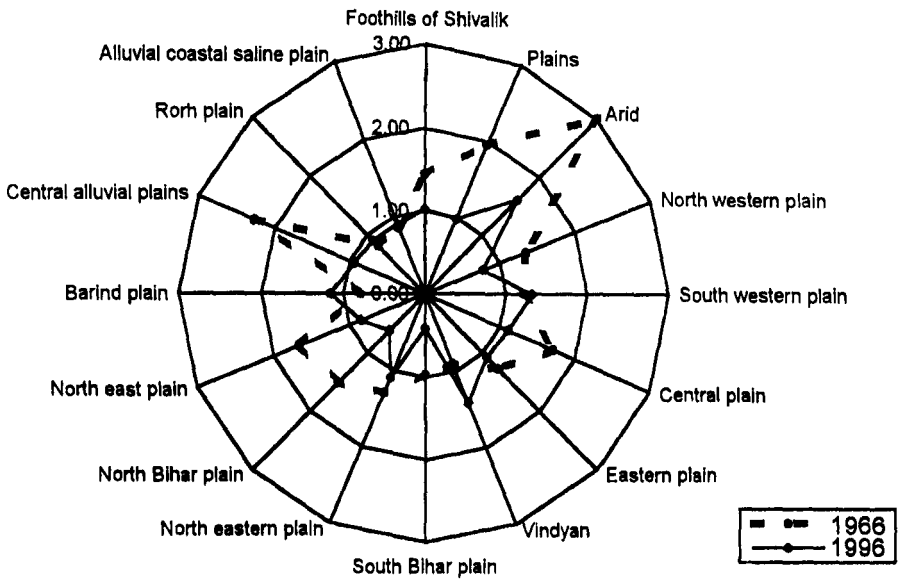 Foothills of Shivalik
3.00
Alluvial coastal saline plain
Plains
Rorh plain
2.00
Arid
Central alluvial plains
1.00
North western plain
Barind plain
0.00
South western plain
North east plain
Central plain
North Bihar plain
Eastern plain
North eastern plain
Vindyan
South Bihar plain
1966
1996